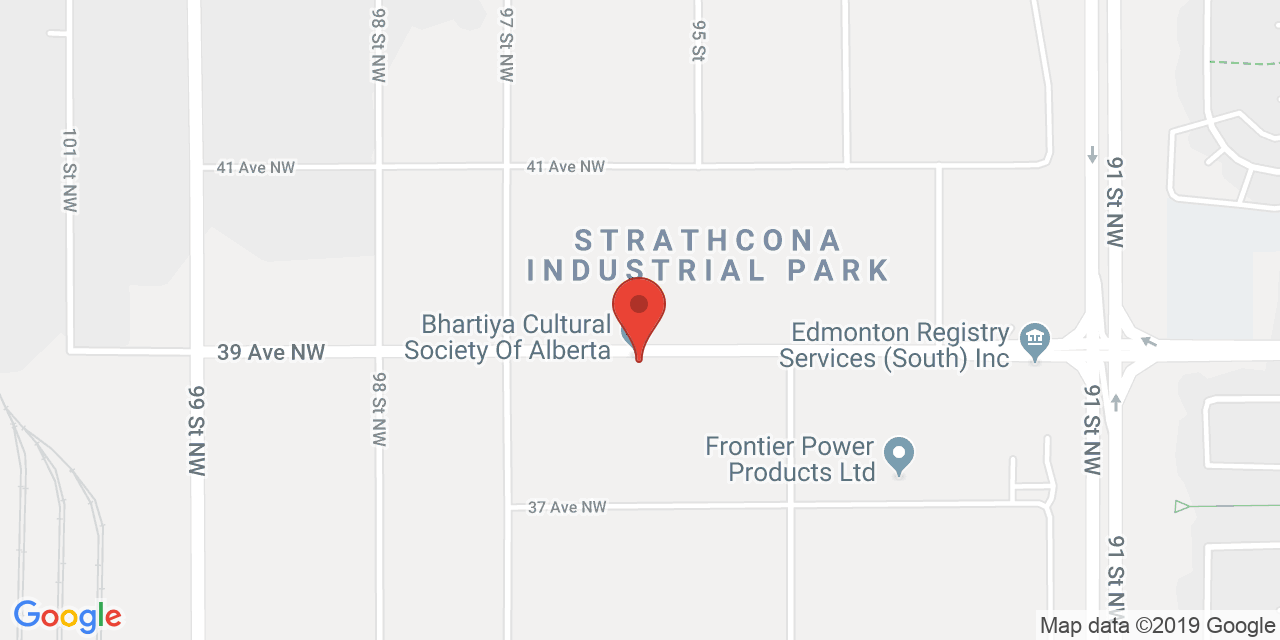 98 St NW
97 St NW
95 St
101 St NW
41 Ave NW
41 Ave NW
91 St NW
STRATHCONA
INDUSTRIAL PARK
Bhartiya Cultural
Society Of Alberta
Edmonton Registry
Services (South) Inc
39 Ave NW
99 St NW
98 St NW
91 St NW
Frontier Power
Products Ltd
37 Ave NW
91 St NW
Google
Map data ©2019 Google